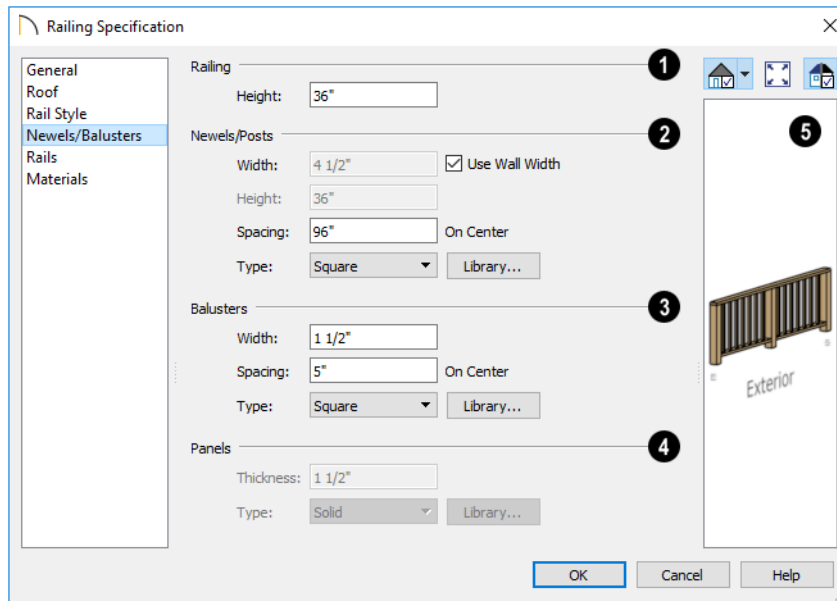 Railing Specification
General
Roof
Rail Style
Newels/Balusters
Rails
Materials
Railing 1
Height: 36"
Newels/Posts 2
Width: 4 1/2" Use Wall Width
Height: 36"
Spacing: 96" On Center
Type: Square Library...
Balusters 3
Width: 1 1/2"
Spacing: 5" On Center
Type: Square Library...
Panels 4
Thickness: 1 1/2"
Type: Solid Library...
5
Exterior
OK Cancel Help